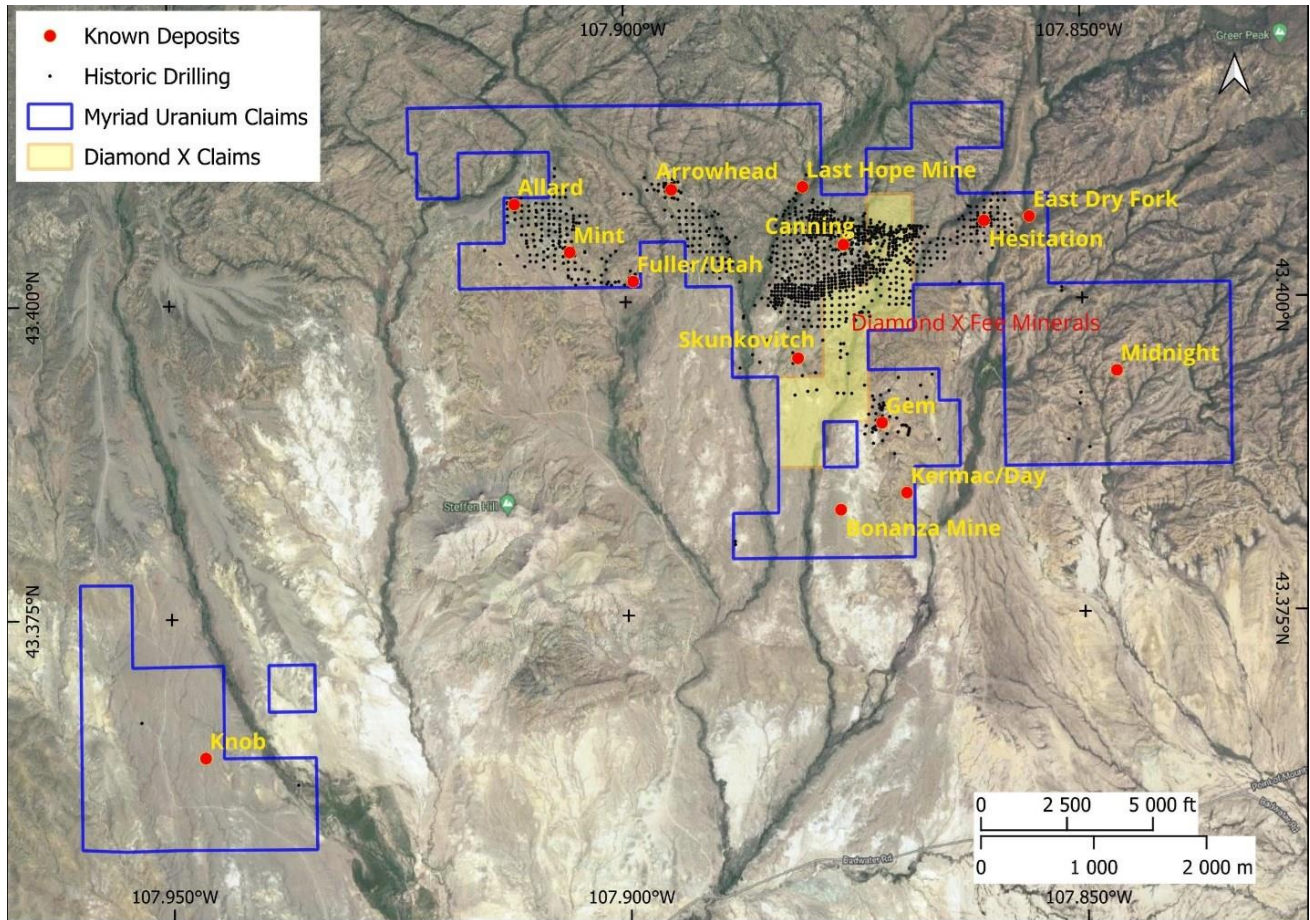 Known Deposits
Historic Drilling
Myriad Uranium Claims
Diamond X Claims
107.900°W
107.850°W
Greer Peak
Allard
Arrowhead
Last Hope Mine
East Dry Fork
Mint
Canning
Hesitation
Fuller/Utah
43.400°N
43.400°N
Diamond X Fee Minerals
Skunkovitch
Midnight
Gem
Kermac/Day
Steffen Hill
Bonanza Mine
43.375°N
43.375°N
Knob
0 2 500 5 000 ft
0 1 000 2 000 m
Badwater Rd
Badwater Rd
107.950°W
107.900°W
107.850°W